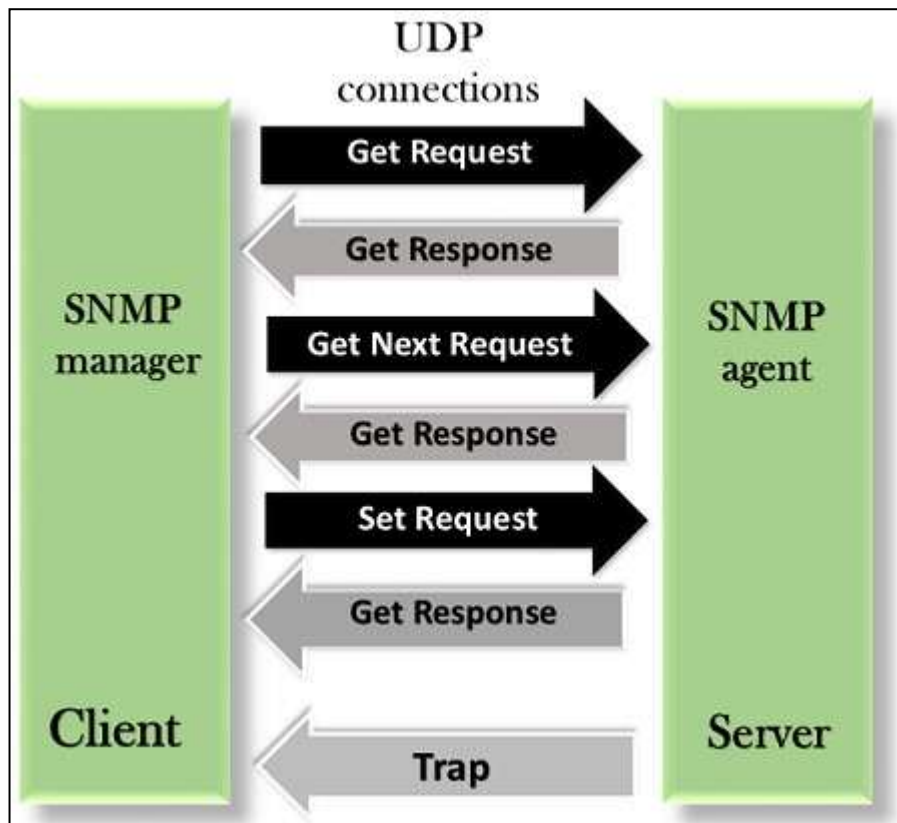 UDP
connections
Get Request
Get Response
SNMP
manager
Get Next Request
SNMP
agent
Get Response
Set Request
Get Response
Client
Server
Trap